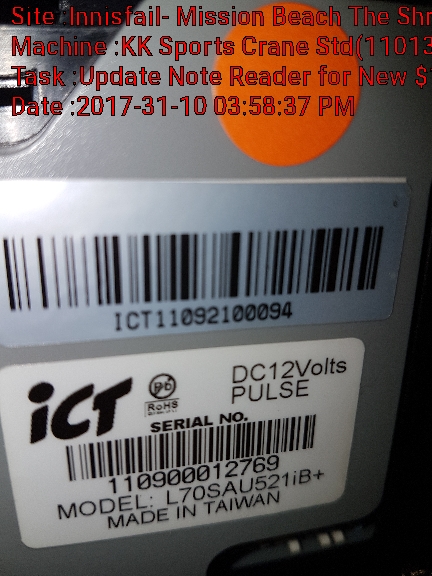 Site :Innisfail- Mission Beach The Shr
Machine :KK Sports Crane Std(11013
Task :Update Note Reader for New $
Date :2017-31-10 03:58:37 PM
ICT11092100094
ICT
Pb
RoHS
DC12Volts
PULSE
SERIAL NO.
110900012769
MODEL: L70SAU521iB+
MADE IN TAIWAN